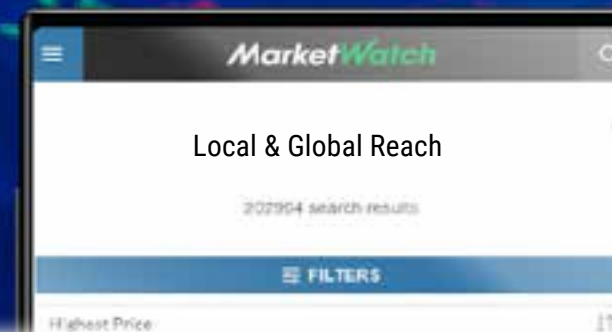 MarketWatch
Local & Global Reach
202904 search results
FILTERS
Highest Price